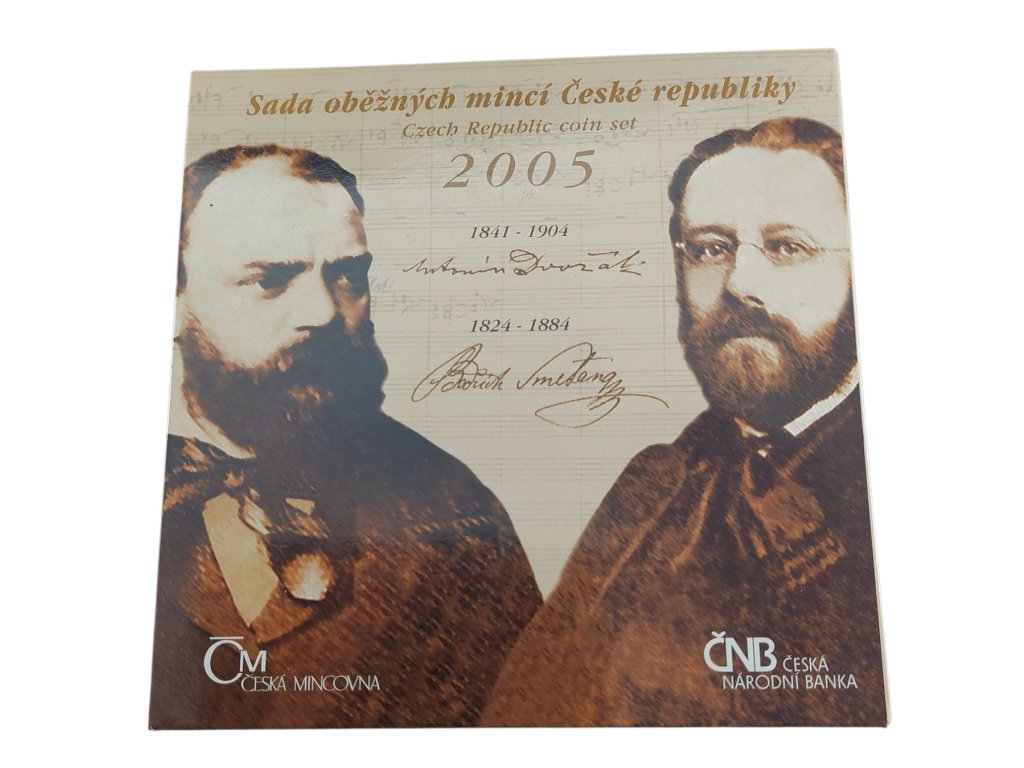 Sada oběžných mincí České republiky
Czech Republic coin set
2005
1841 - 1904
Antonín Dvořák
1824 - 1884
Bedřich Smetana
ČM
ČESKÁ MINCOVNA
ČNB ČESKÁ
NÁRODNÍ BANKA